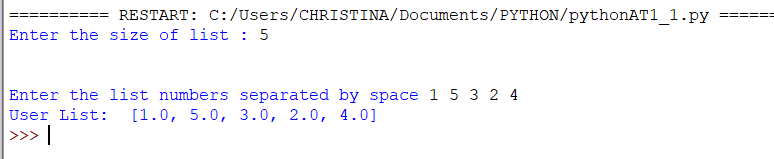 ========== RESTART: C:/Users/CHRISTINA/Documents/PYTHON/pythonAT1_1.py ======
Enter the size of list : 5
Enter the list numbers separated by space 1 5 3 2 4
User List:  [1.0, 5.0, 3.0, 2.0, 4.0]
>>>